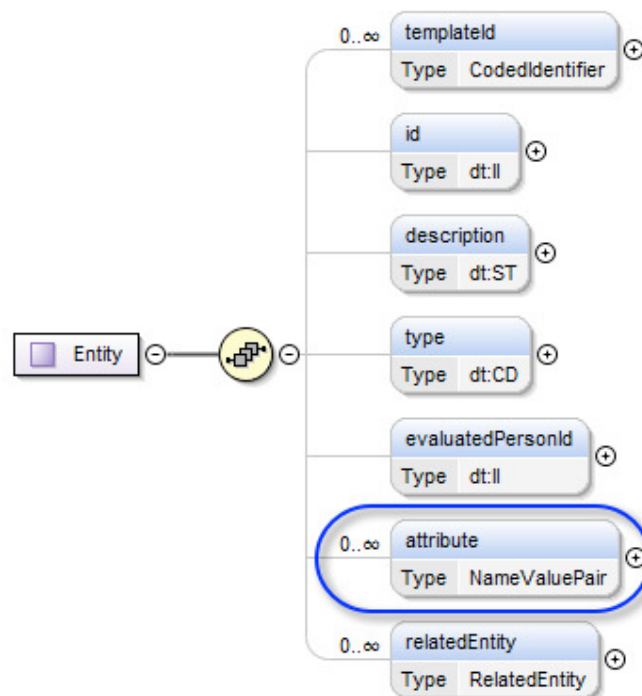 0..∞ templateId
Type CodedIdentifier
id
Type dt:II
description
Type dt:ST
Entity
type
Type dt:CD
evaluatedPersonId
Type dt:II
0..∞ attribute
Type NameValuePair
0..∞ relatedEntity
Type RelatedEntity